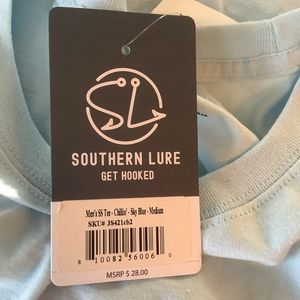 SL
SOUTHERN LURE
GET HOOKED
Men's SS Tee - Chillin' - Sky Blue - Medium
SKU# 3S421cb2
8 10082 56006 0
MSRP $ 28.00